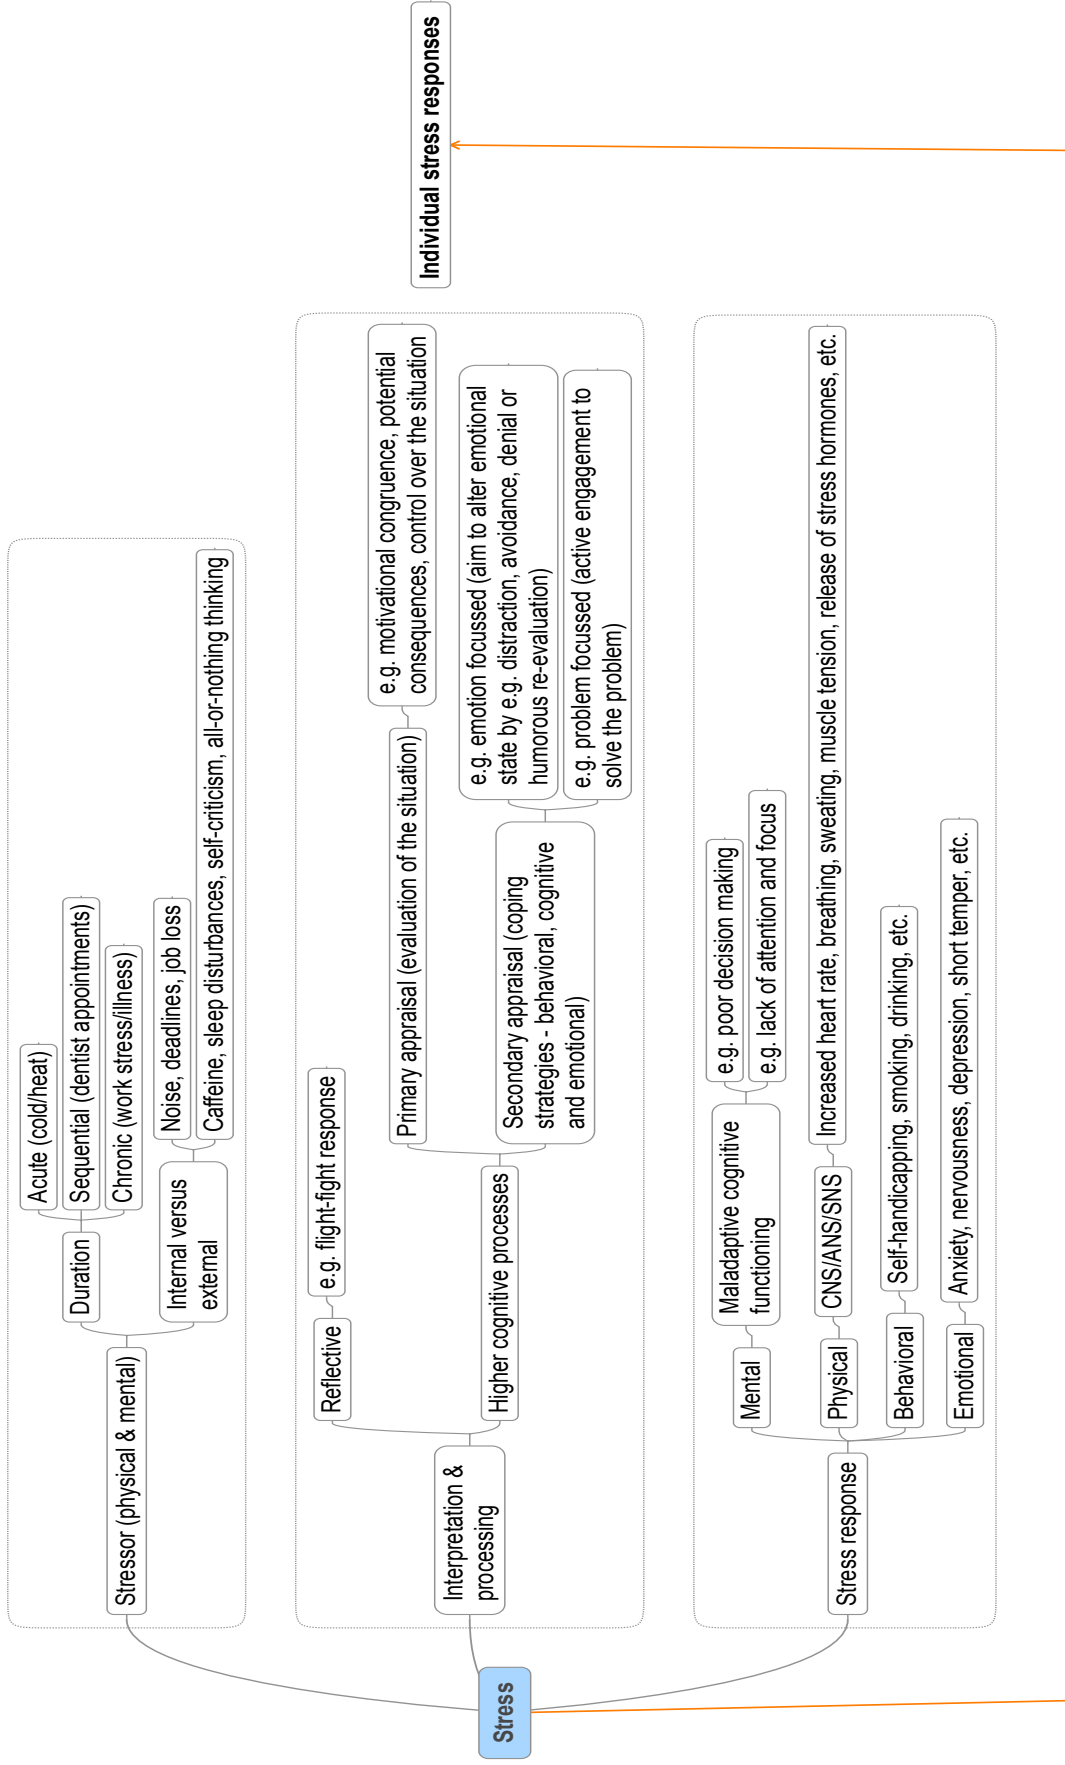 Stress
Stressor (physical & mental)
Duration
Acute (cold/heat)
Sequential (dentist appointments)
Chronic (work stress/illness)
Internal versus
external
Noise, deadlines, job loss
Caffeine, sleep disturbances, self-criticism, all-or-nothing thinking
Interpretation &
processing
Reflective
e.g. flight-fight response
Higher cognitive processes
Primary appraisal (evaluation of the situation)
e.g. motivational congruence, potential
consequences, control over the situation
Secondary appraisal (coping
strategies - behavioral, cognitive
and emotional)
e.g. emotion focussed (aim to alter emotional
state by e.g. distraction, avoidance, denial or
humorous re-evaluation)
e.g. problem focussed (active engagement to
solve the problem)
Stress response
Mental
Maladaptive cognitive
functioning
e.g. poor decision making
e.g. lack of attention and focus
Physical
CNS/ANS/SNS
Increased heart rate, breathing, sweating, muscle tension, release of stress hormones, etc.
Behavioral
Self-handicapping, smoking, drinking, etc.
Emotional
Anxiety, nervousness, depression, short temper, etc.
Individual stress responses